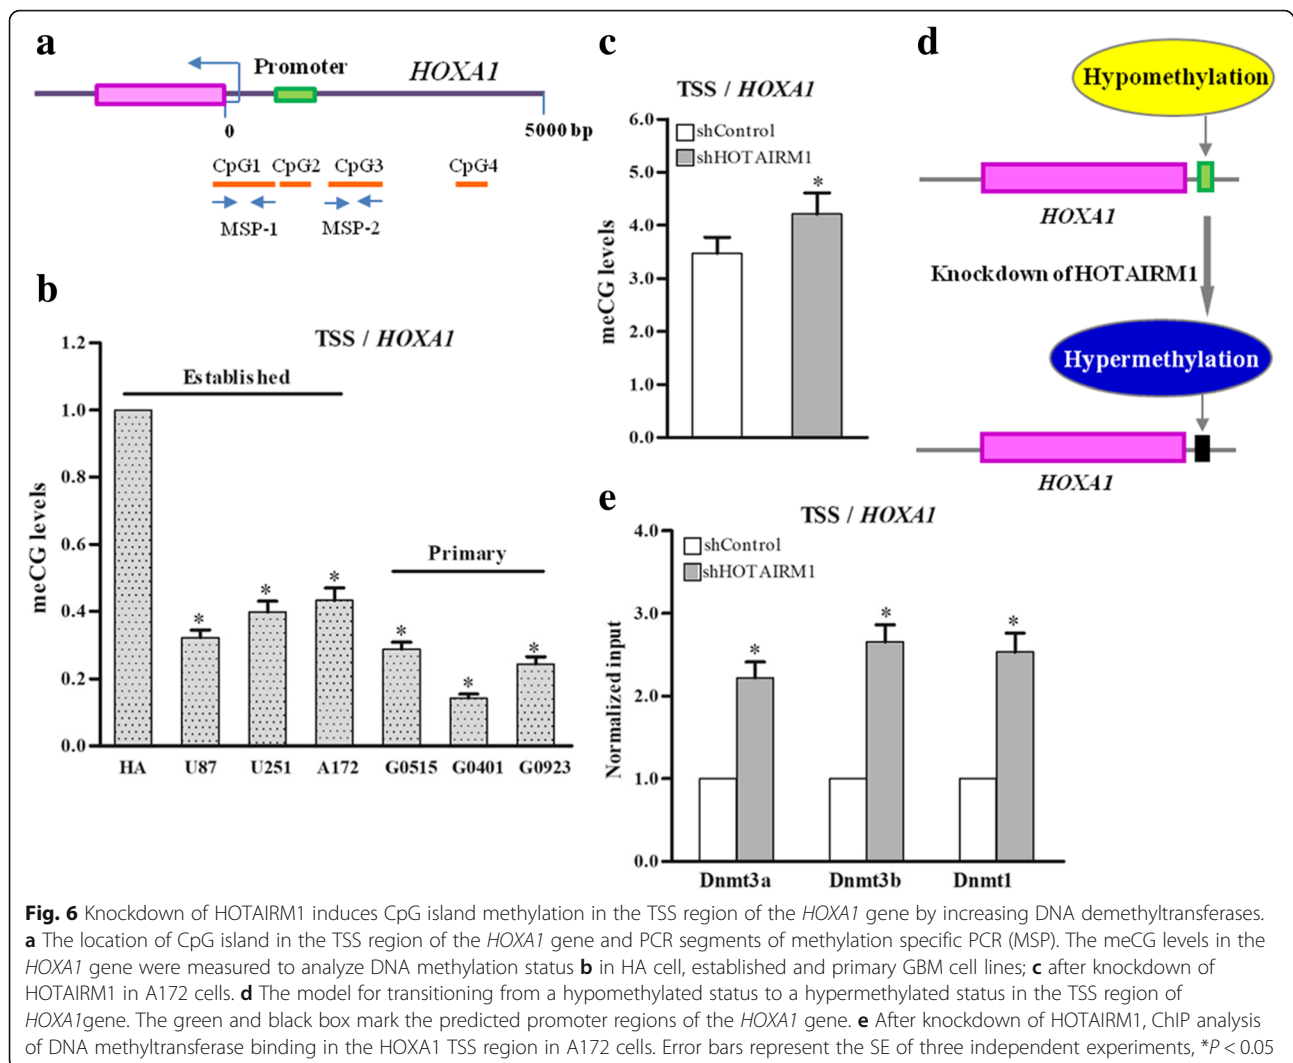 a
Promoter
HOXA1
0
5000 bp
CpG1 CpG2 CpG3 CpG4
MSP-1 MSP-2
b
TSS / HOXA1
Established
Primary
meCG levels
1.2
1.0
0.8
0.6
0.4
0.2
0.0
* * * * * *
HA U87 U251 A172 G0515 G0401 G0923
c
TSS / HOXA1
shControl
shHOTAIRM1
meCG levels
6.0
5.0
4.0
3.0
2.0
1.0
0.0
*
d
Hypomethylation
HOXA1
Knockdown of HOTAIRM1
Hypermethylation
HOXA1
e
TSS / HOXA1
shControl
shHOTAIRM1
Normalized input
4.0
3.0
2.0
1.0
0.0
* * *
Dnmt3a Dnmt3b Dnmt1
Fig. 6 Knockdown of HOTAIRM1 induces CpG island methylation in the TSS region of the HOXA1 gene by increasing DNA demethyltransferases.
a The location of CpG island in the TSS region of the HOXA1 gene and PCR segments of methylation specific PCR (MSP). The meCG levels in the
HOXA1 gene were measured to analyze DNA methylation status b in HA cell, established and primary GBM cell lines; c after knockdown of
HOTAIRM1 in A172 cells. d The model for transitioning from a hypomethylated status to a hypermethylated status in the TSS region of
HOXA1gene. The green and black box mark the predicted promoter regions of the HOXA1 gene. e After knockdown of HOTAIRM1, ChIP analysis
of DNA methyltransferase binding in the HOXA1 TSS region in A172 cells. Error bars represent the SE of three independent experiments, *P < 0.05